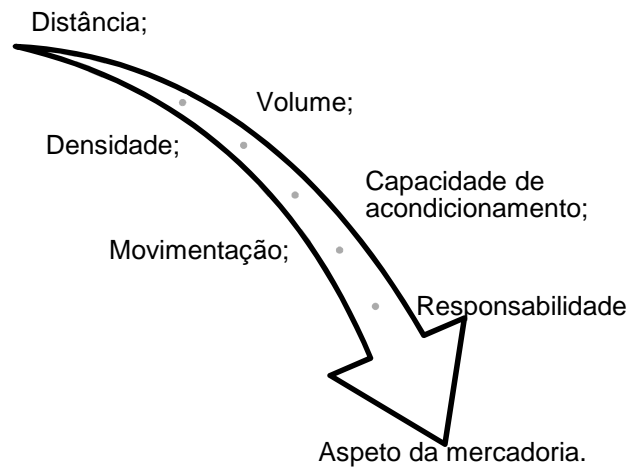 Distância;
Volume;
Densidade;
Capacidade de
acondicionamento;
Movimentação;
Responsabilidade
Aspeto da mercadoria.